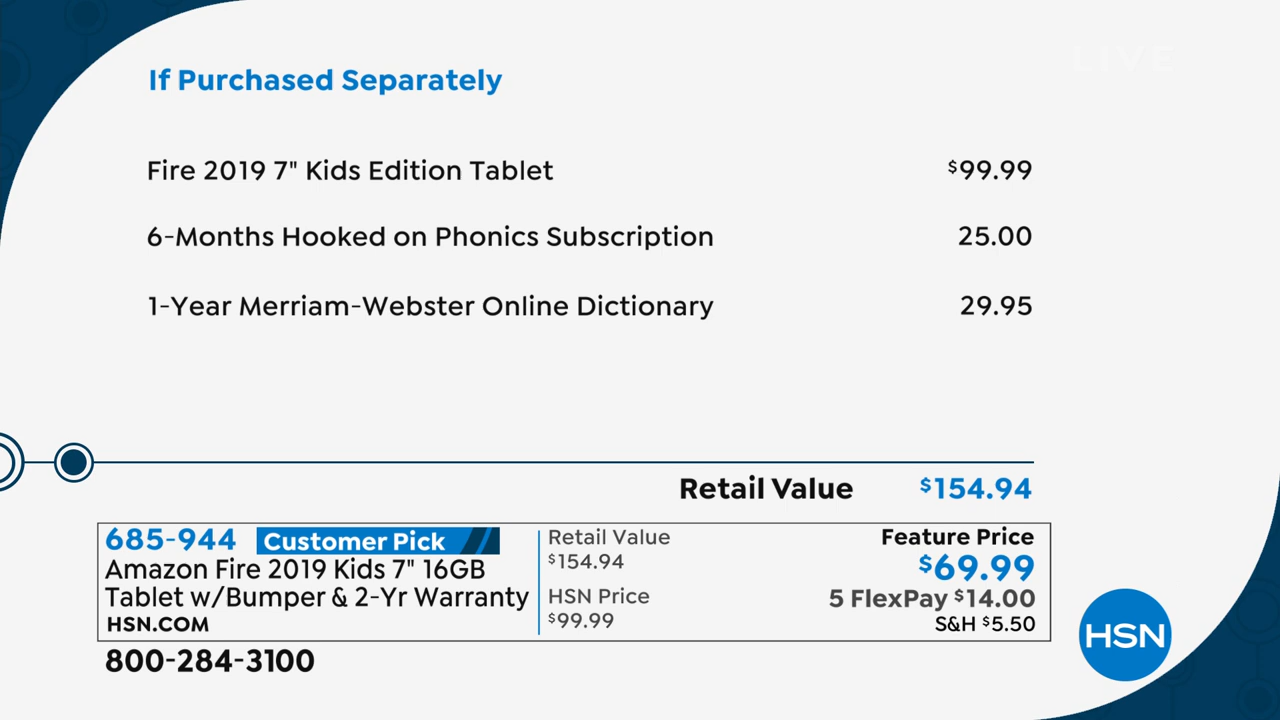 LIVE
If Purchased Separately
Fire 2019 7" Kids Edition Tablet $99.99
6-Months Hooked on Phonics Subscription 25.00
1-Year Merriam-Webster Online Dictionary 29.95
Retail Value $154.94
685-944 Customer Pick
Amazon Fire 2019 Kids 7" 16GB
Tablet w/Bumper & 2-Yr Warranty
HSN.COM
Retail Value
$154.94
HSN Price
$99.99
Feature Price
$69.99
5 FlexPay $14.00
S&H $5.50
HSN
800-284-3100